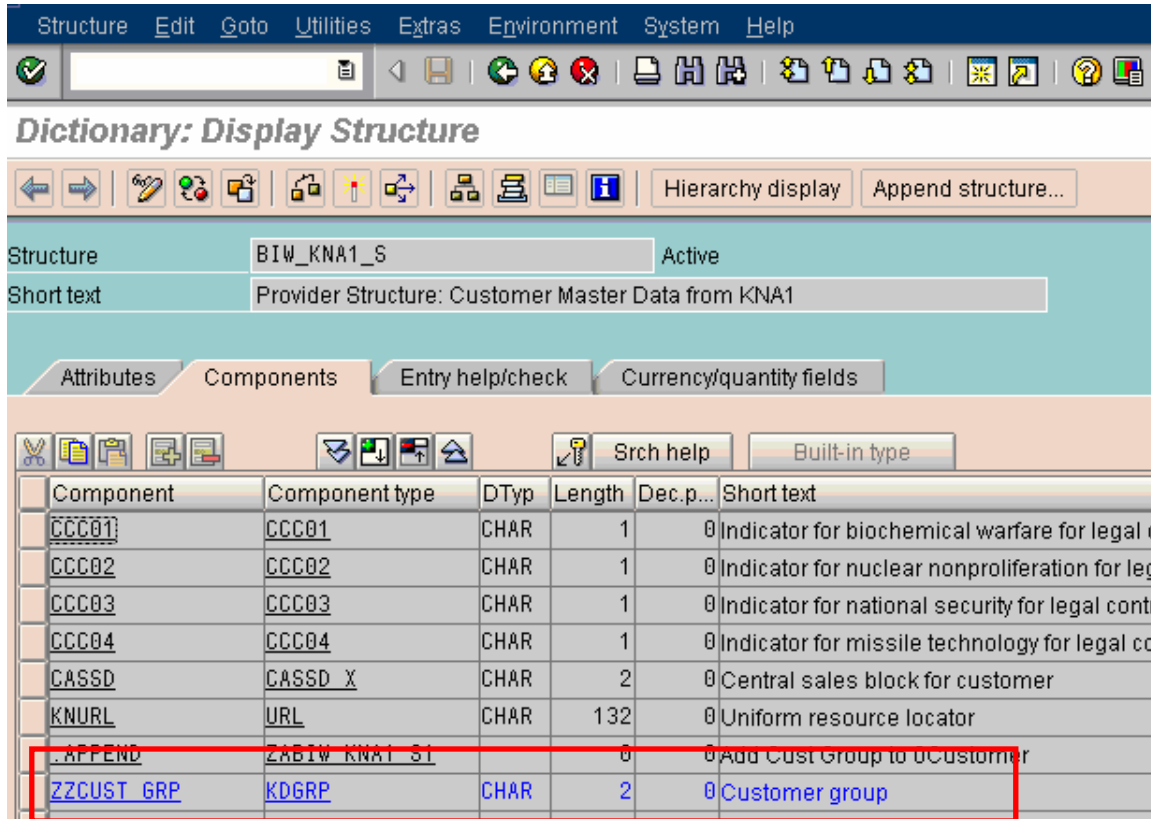 Structure Edit Goto Utilities Extras Environment System Help
Dictionary: Display Structure
Hierarchy display Append structure...
Structure BIW_KNA1_S Active
Short text Provider Structure: Customer Master Data from KNA1
Attributes Components Entry help/check Currency/quantity fields
Srch help Built-in type
Component Component type DTyp Length Dec.p... Short text
CCC01 CCC01 CHAR 1 0 Indicator for biochemical warfare for legal
CCC02 CCC02 CHAR 1 0 Indicator for nuclear nonproliferation for
CCC03 CCC03 CHAR 1 0 Indicator for national security for legal
CCC04 CCC04 CHAR 1 0 Indicator for missile technology for legal
CASSD CASSD_X CHAR 2 0 Central sales block for customer
KNURL URL CHAR 132 0 Uniform resource locator
.APPEND ZABIW_KNA1_S1 0 0 Add Cust Group to 0Customer
ZZCUST_GRP KDGRP CHAR 2 0 Customer group